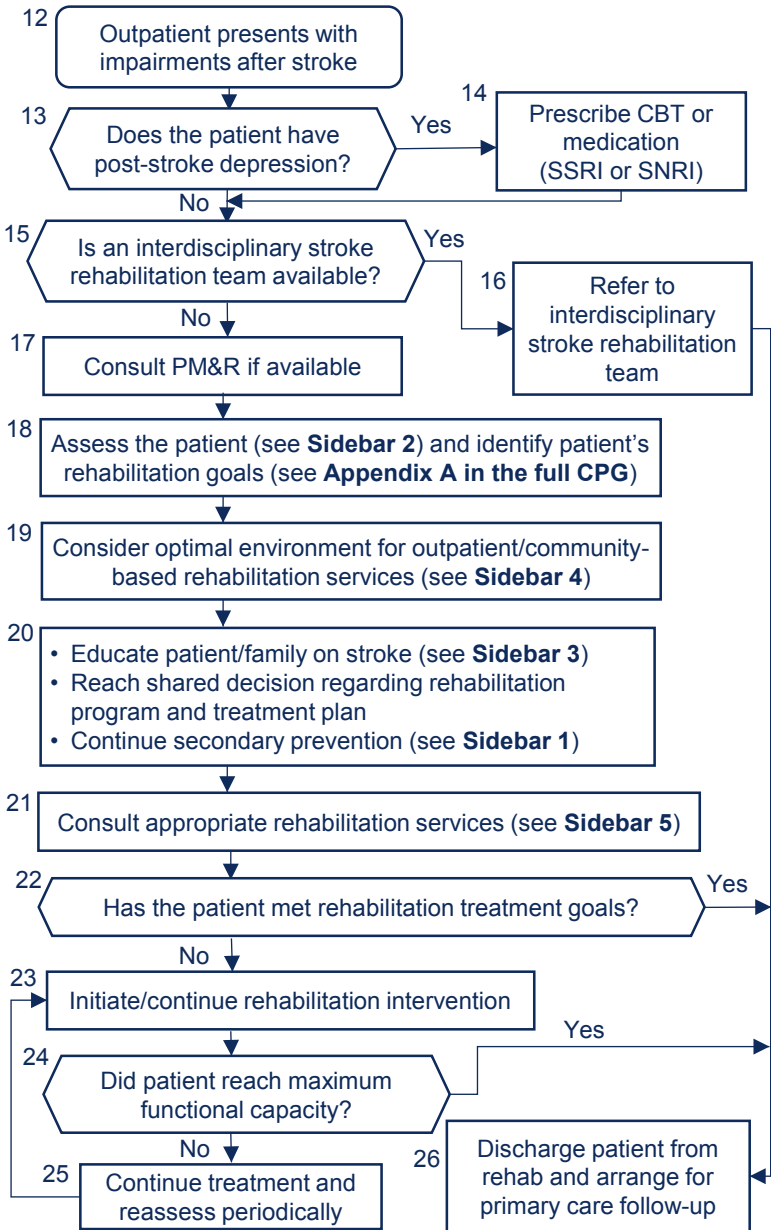 12
Outpatient presents with
impairments after stroke
13
Does the patient have
post-stroke depression?
Yes
14
Prescribe CBT or
medication
(SSRI or SNRI)
No
15
Is an interdisciplinary stroke
rehabilitation team available?
Yes
16
Refer to
interdisciplinary
stroke rehabilitation
team
No
17
Consult PM&R if available
18
Assess the patient (see Sidebar 2) and identify patient’s
rehabilitation goals (see Appendix A in the full CPG)
19
Consider optimal environment for outpatient/community-
based rehabilitation services (see Sidebar 4)
20
• Educate patient/family on stroke (see Sidebar 3)
• Reach shared decision regarding rehabilitation
program and treatment plan
• Continue secondary prevention (see Sidebar 1)
21
Consult appropriate rehabilitation services (see Sidebar 5)
22
Has the patient met rehabilitation treatment goals?
Yes
No
23
Initiate/continue rehabilitation intervention
24
Did patient reach maximum
functional capacity?
Yes
No
25
Continue treatment and
reassess periodically
26
Discharge patient from
rehab and arrange for
primary care follow-up